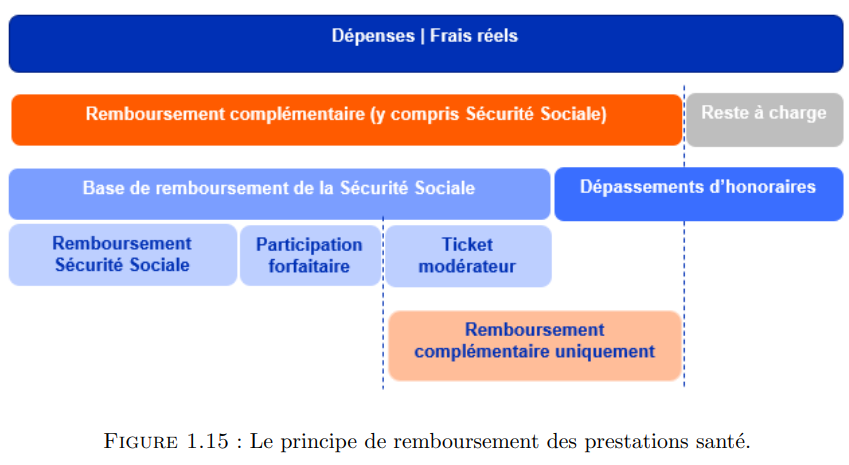 Dépenses | Frais réels
Remboursement complémentaire (y compris Sécurité Sociale)
Reste à charge
Base de remboursement de la Sécurité Sociale
Dépassements d'honoraires
Remboursement
Sécurité Sociale
Participation
forfaitaire
Ticket
modérateur
Remboursement
complémentaire uniquement
Figure 1.15 : Le principe de remboursement des prestations santé.